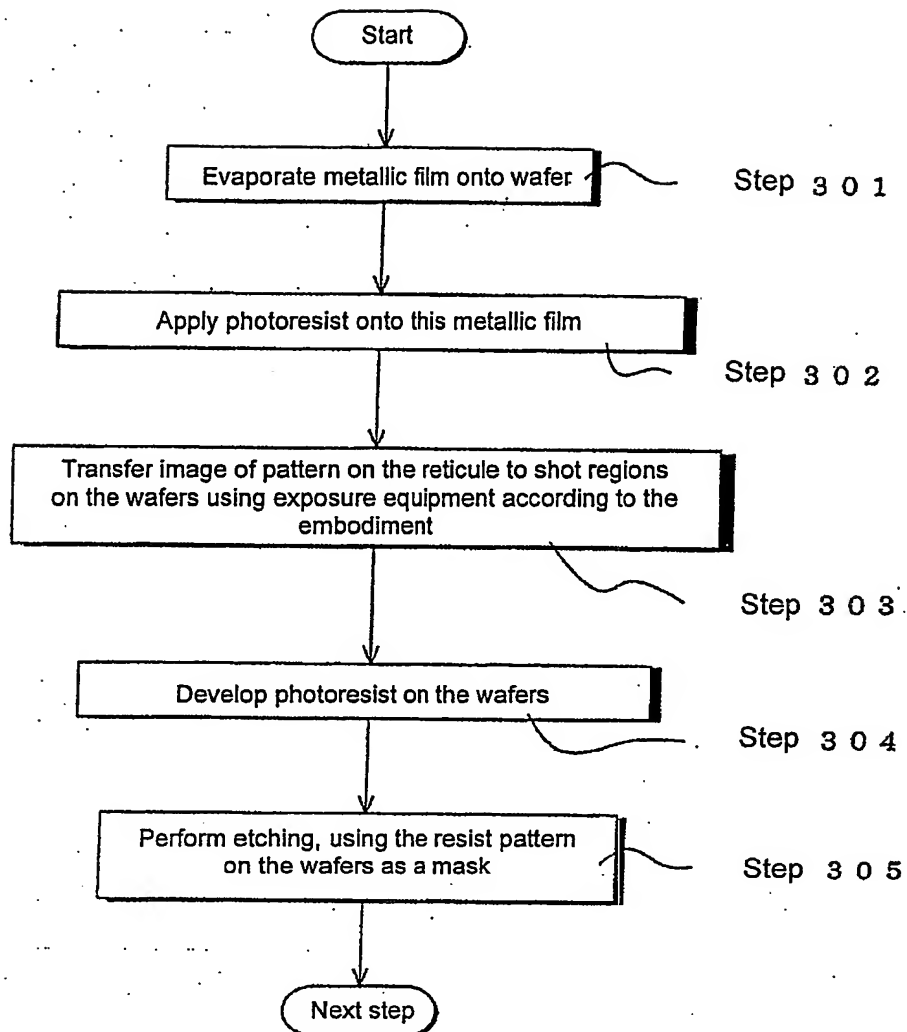 Start
Evaporate metallic film onto wafer
Step 3 0 1
Apply photoresist onto this metallic film
Step 3 0 2
Transfer image of pattern on the reticule to shot regions
on the wafers using exposure equipment according to the
embodiment
Step 3 0 3
Develop photoresist on the wafers
Step 3 0 4
Perform etching, using the resist pattern
on the wafers as a mask
Step 3 0 5
Next step